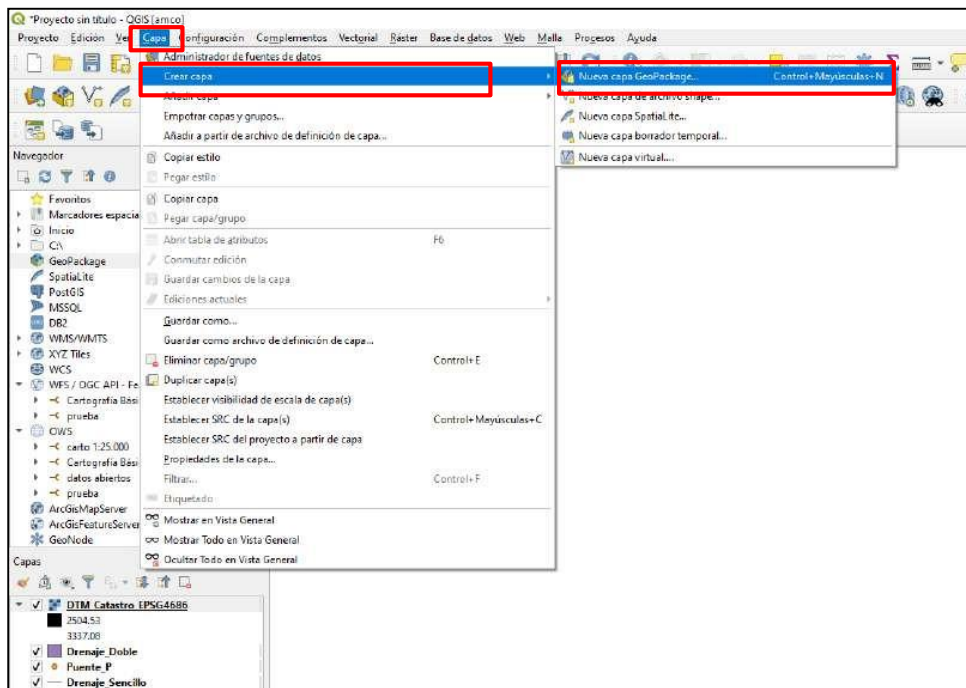 *Proyecto sin título - QGIS [amco]
Proyecto Edición Ver Capa Configuración Complementos Vectorial Ráster Base de datos Web Malla Procesos Ayuda
Administrador de fuentes de datos
Crear capa
Nueva capa GeoPackage... Control+Mayúsculas+N
Añadir capa
Nueva capa de archivo shape...
Empotrar capas y grupos...
Nueva capa SpatiaLite...
Añadir a partir de archivo de definición de capa...
Nueva capa borrador temporal...
Copiar estilo
Nueva capa virtual...
Pegar estilo
Copiar capa
Pegar capa/grupo
Abrir tabla de atributos F6
Conmutar edición
Guardar cambios de la capa
Ediciones actuales
Guardar como...
Guardar como archivo de definición de capa...
Eliminar capa/grupo Control+E
Duplicar capa(s)
Establecer visibilidad de escala de capa(s)
Establecer SRC de la capa(s) Control+Mayúsculas+C
Establecer SRC del proyecto a partir de capa
Propiedades de la capa...
Filtrar... Control+F
Etiquetado
Mostrar en Vista General
Mostrar Todo en Vista General
Ocultar Todo en Vista General
Navegador
Favoritos
Marcadores espacia
Inicio
C:\
GeoPackage
SpatiaLite
PostGIS
MSSQL
DB2
WMS/WMTS
XYZ Tiles
WCS
WFS / OGC API - Fe
Cartografía Bási
prueba
OWS
carto 1:25.000
Cartografía Bási
datos abiertos
prueba
ArcGisMapServer
ArcGisFeatureServer
GeoNode
Capas
DTM_Catastro_EPSG4686
2504.53
3337.08
Drenaje_Doble
Puente_P
Drenaje_Sencillo